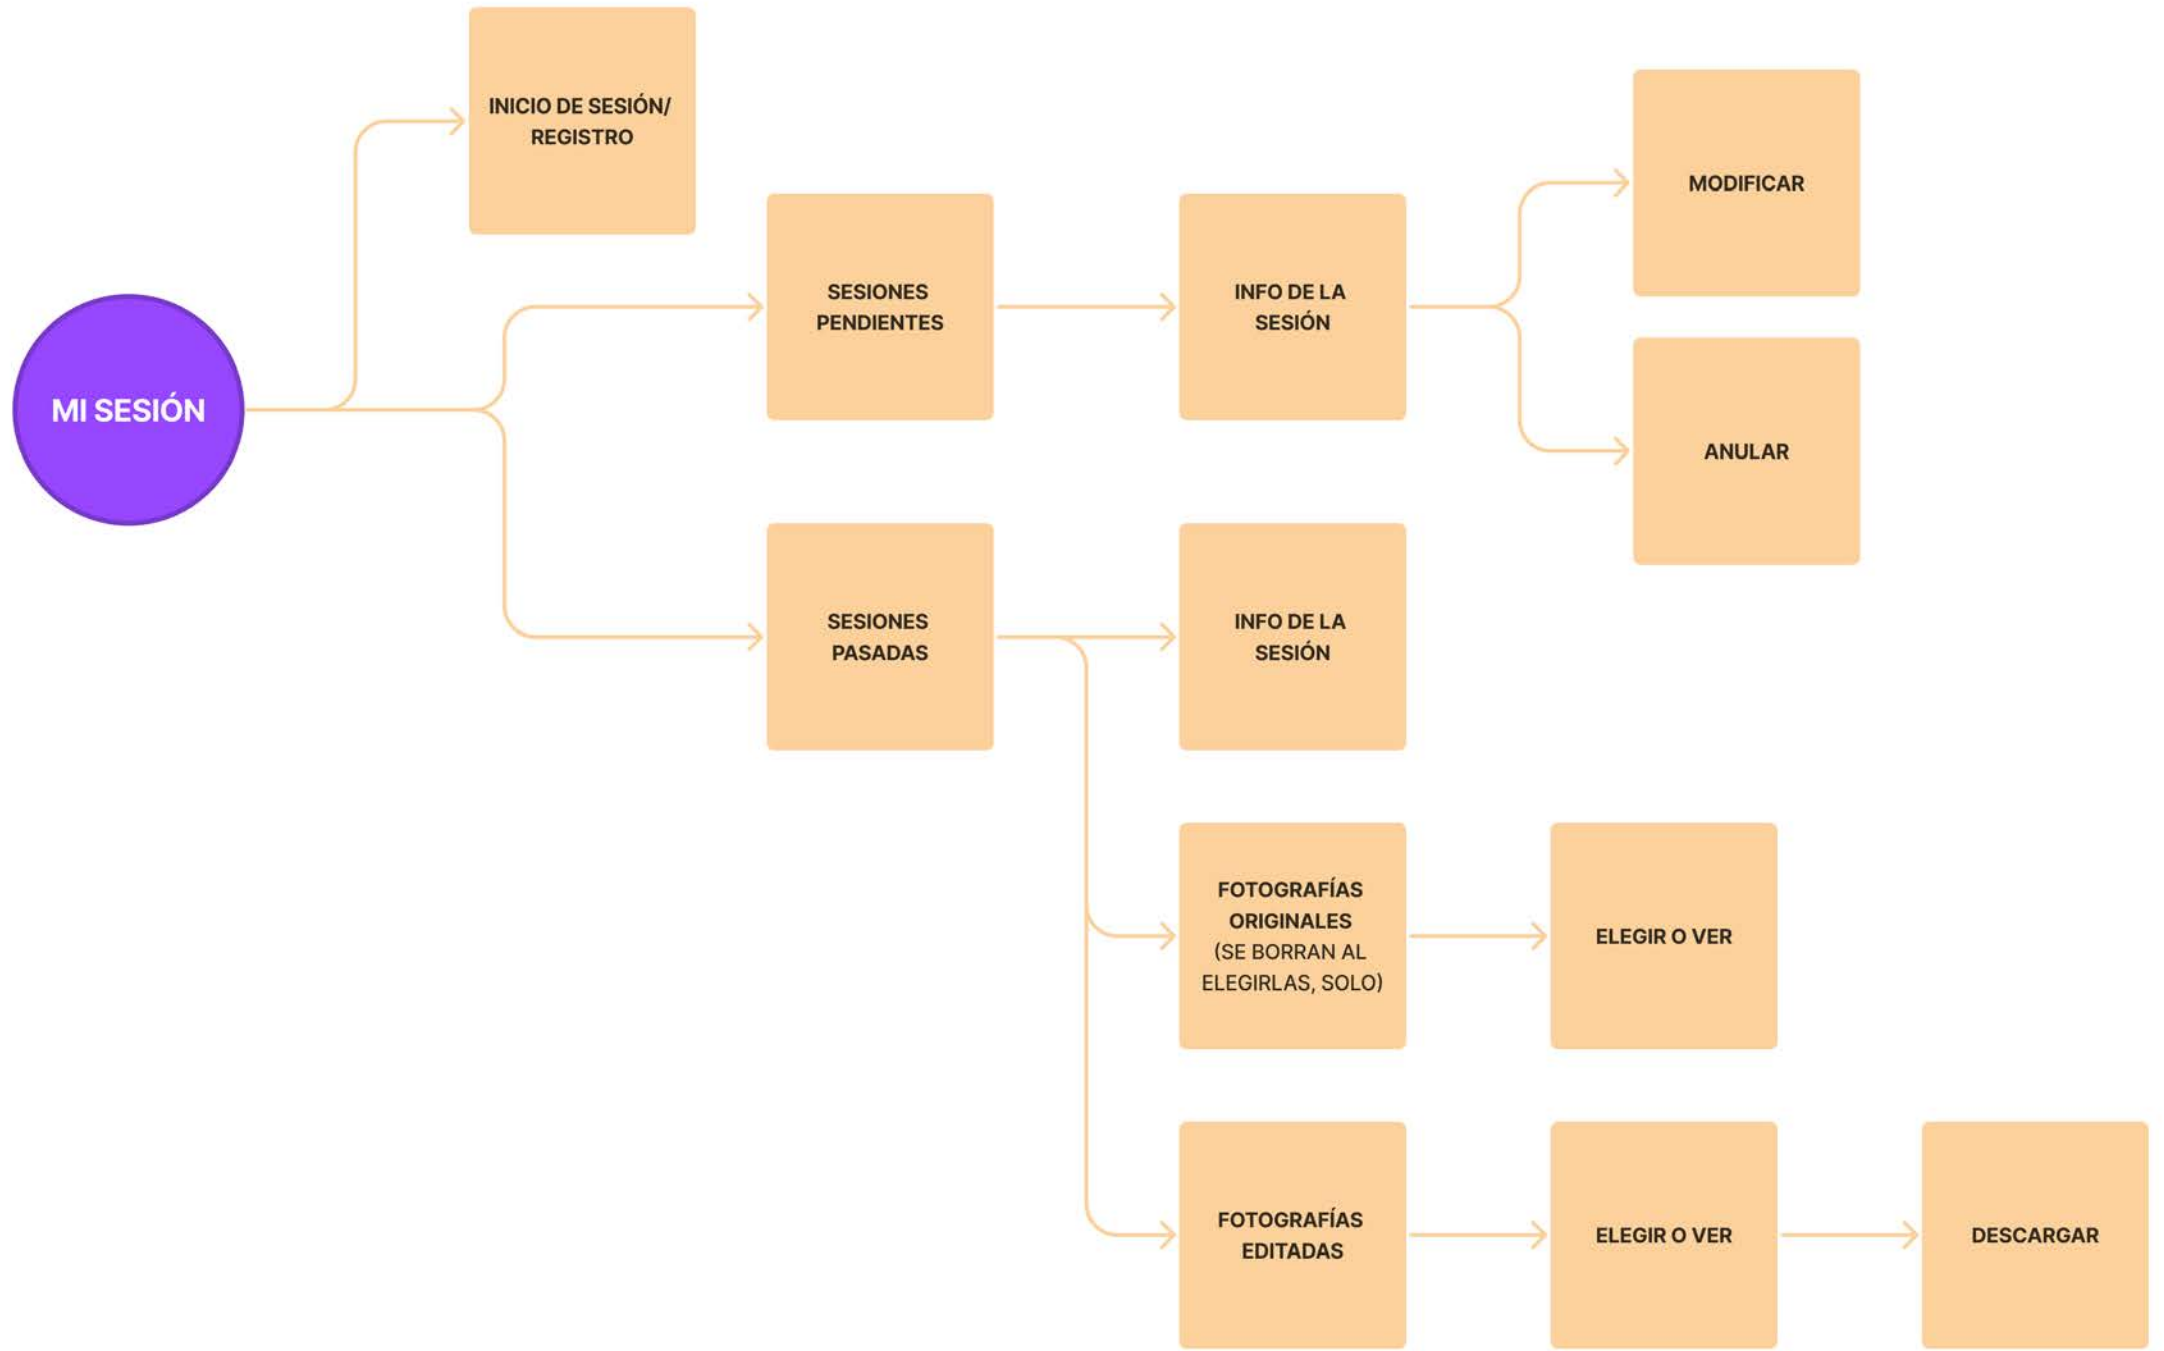 INICIO DE SESIÓN/
REGISTRO
MODIFICAR
SESIONES
PENDIENTES
INFO DE LA
SESIÓN
MI SESIÓN
ANULAR
SESIONES
PASADAS
INFO DE LA
SESIÓN
FOTOGRAFÍAS
ORIGINALES
(SE BORRAN AL
ELEGIRLAS, SOLO)
ELEGIR O VER
FOTOGRAFÍAS
EDITADAS
ELEGIR O VER
DESCARGAR